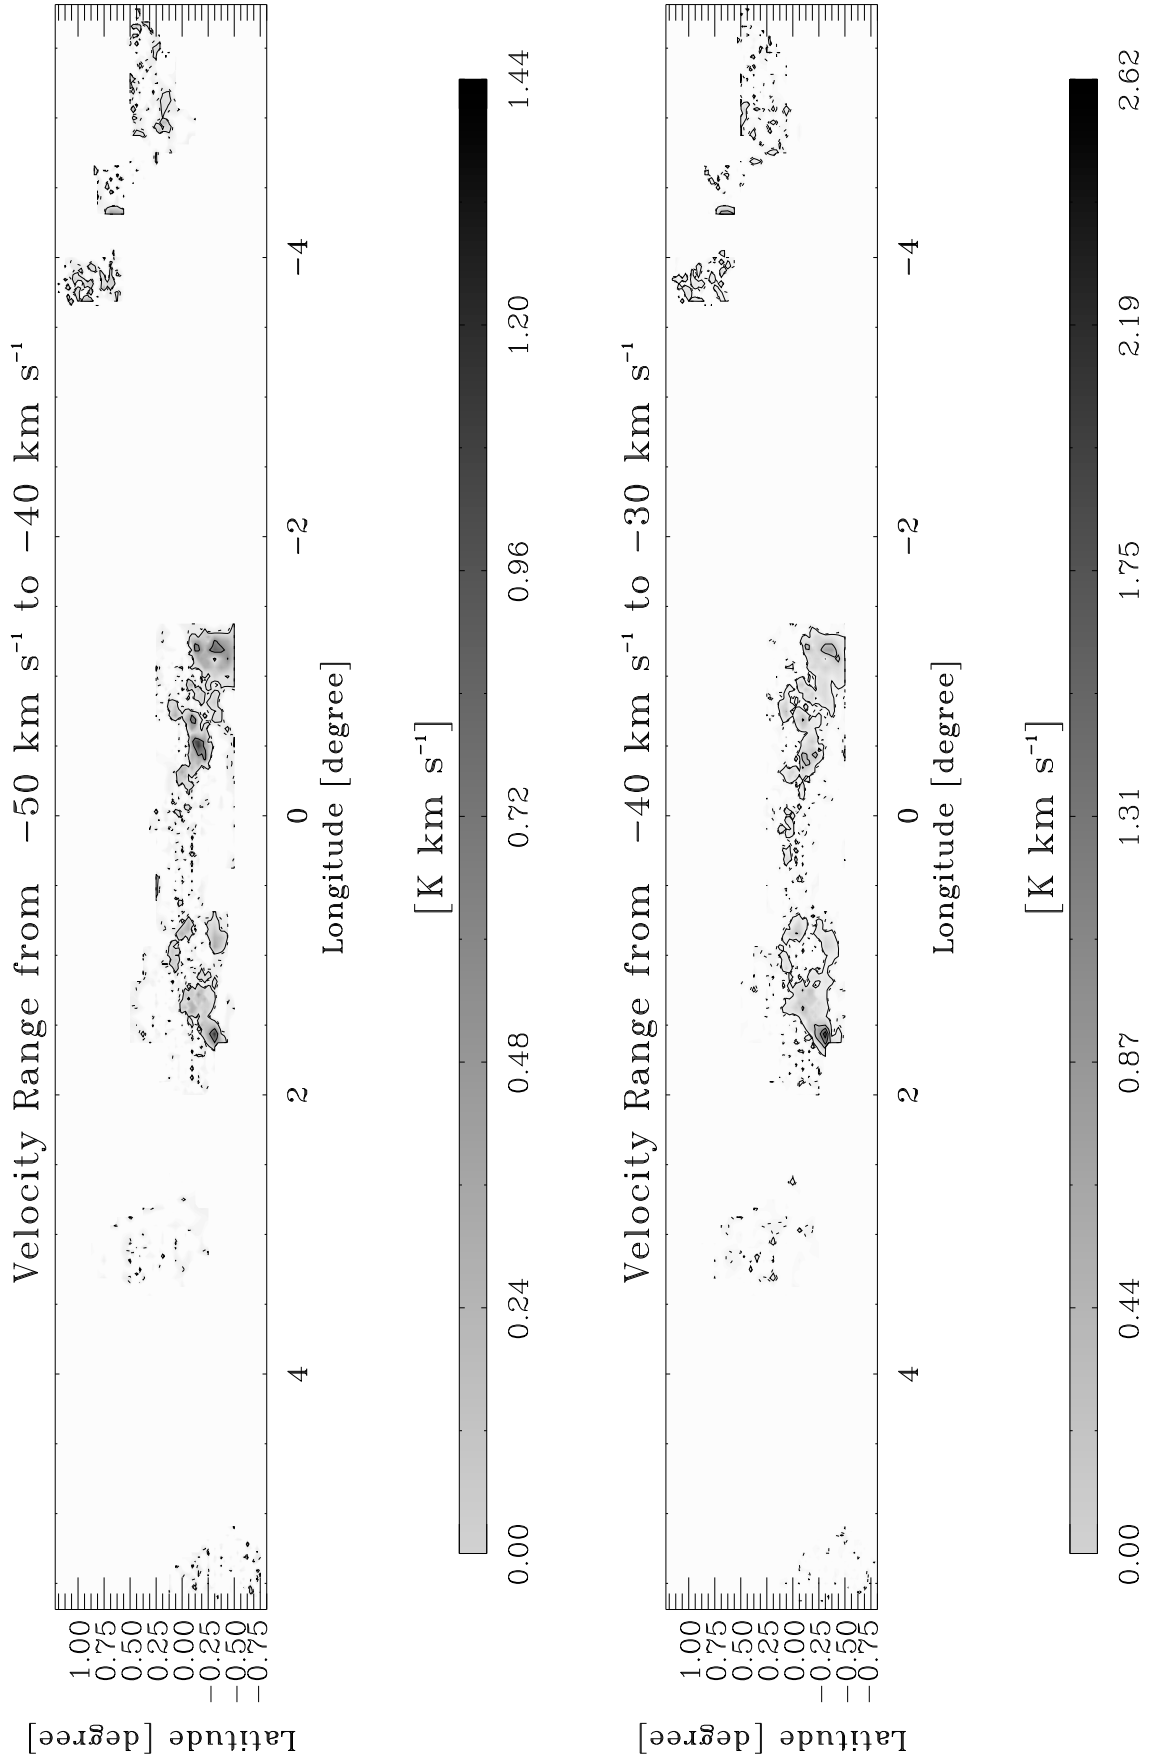 Velocity Range from −50 km s⁻¹ to −40 km s⁻¹
1.00
0.75
0.50
0.25
0.00
−0.25
−0.50
−0.75
Latitude [degree]
4 2 0 −2 −4
Longitude [degree]
[K km s⁻¹]
0.00 0.24 0.48 0.72 0.96 1.20 1.44
Velocity Range from −40 km s⁻¹ to −30 km s⁻¹
1.00
0.75
0.50
0.25
0.00
−0.25
−0.50
−0.75
Latitude [degree]
4 2 0 −2 −4
Longitude [degree]
[K km s⁻¹]
0.00 0.44 0.87 1.31 1.75 2.19 2.62